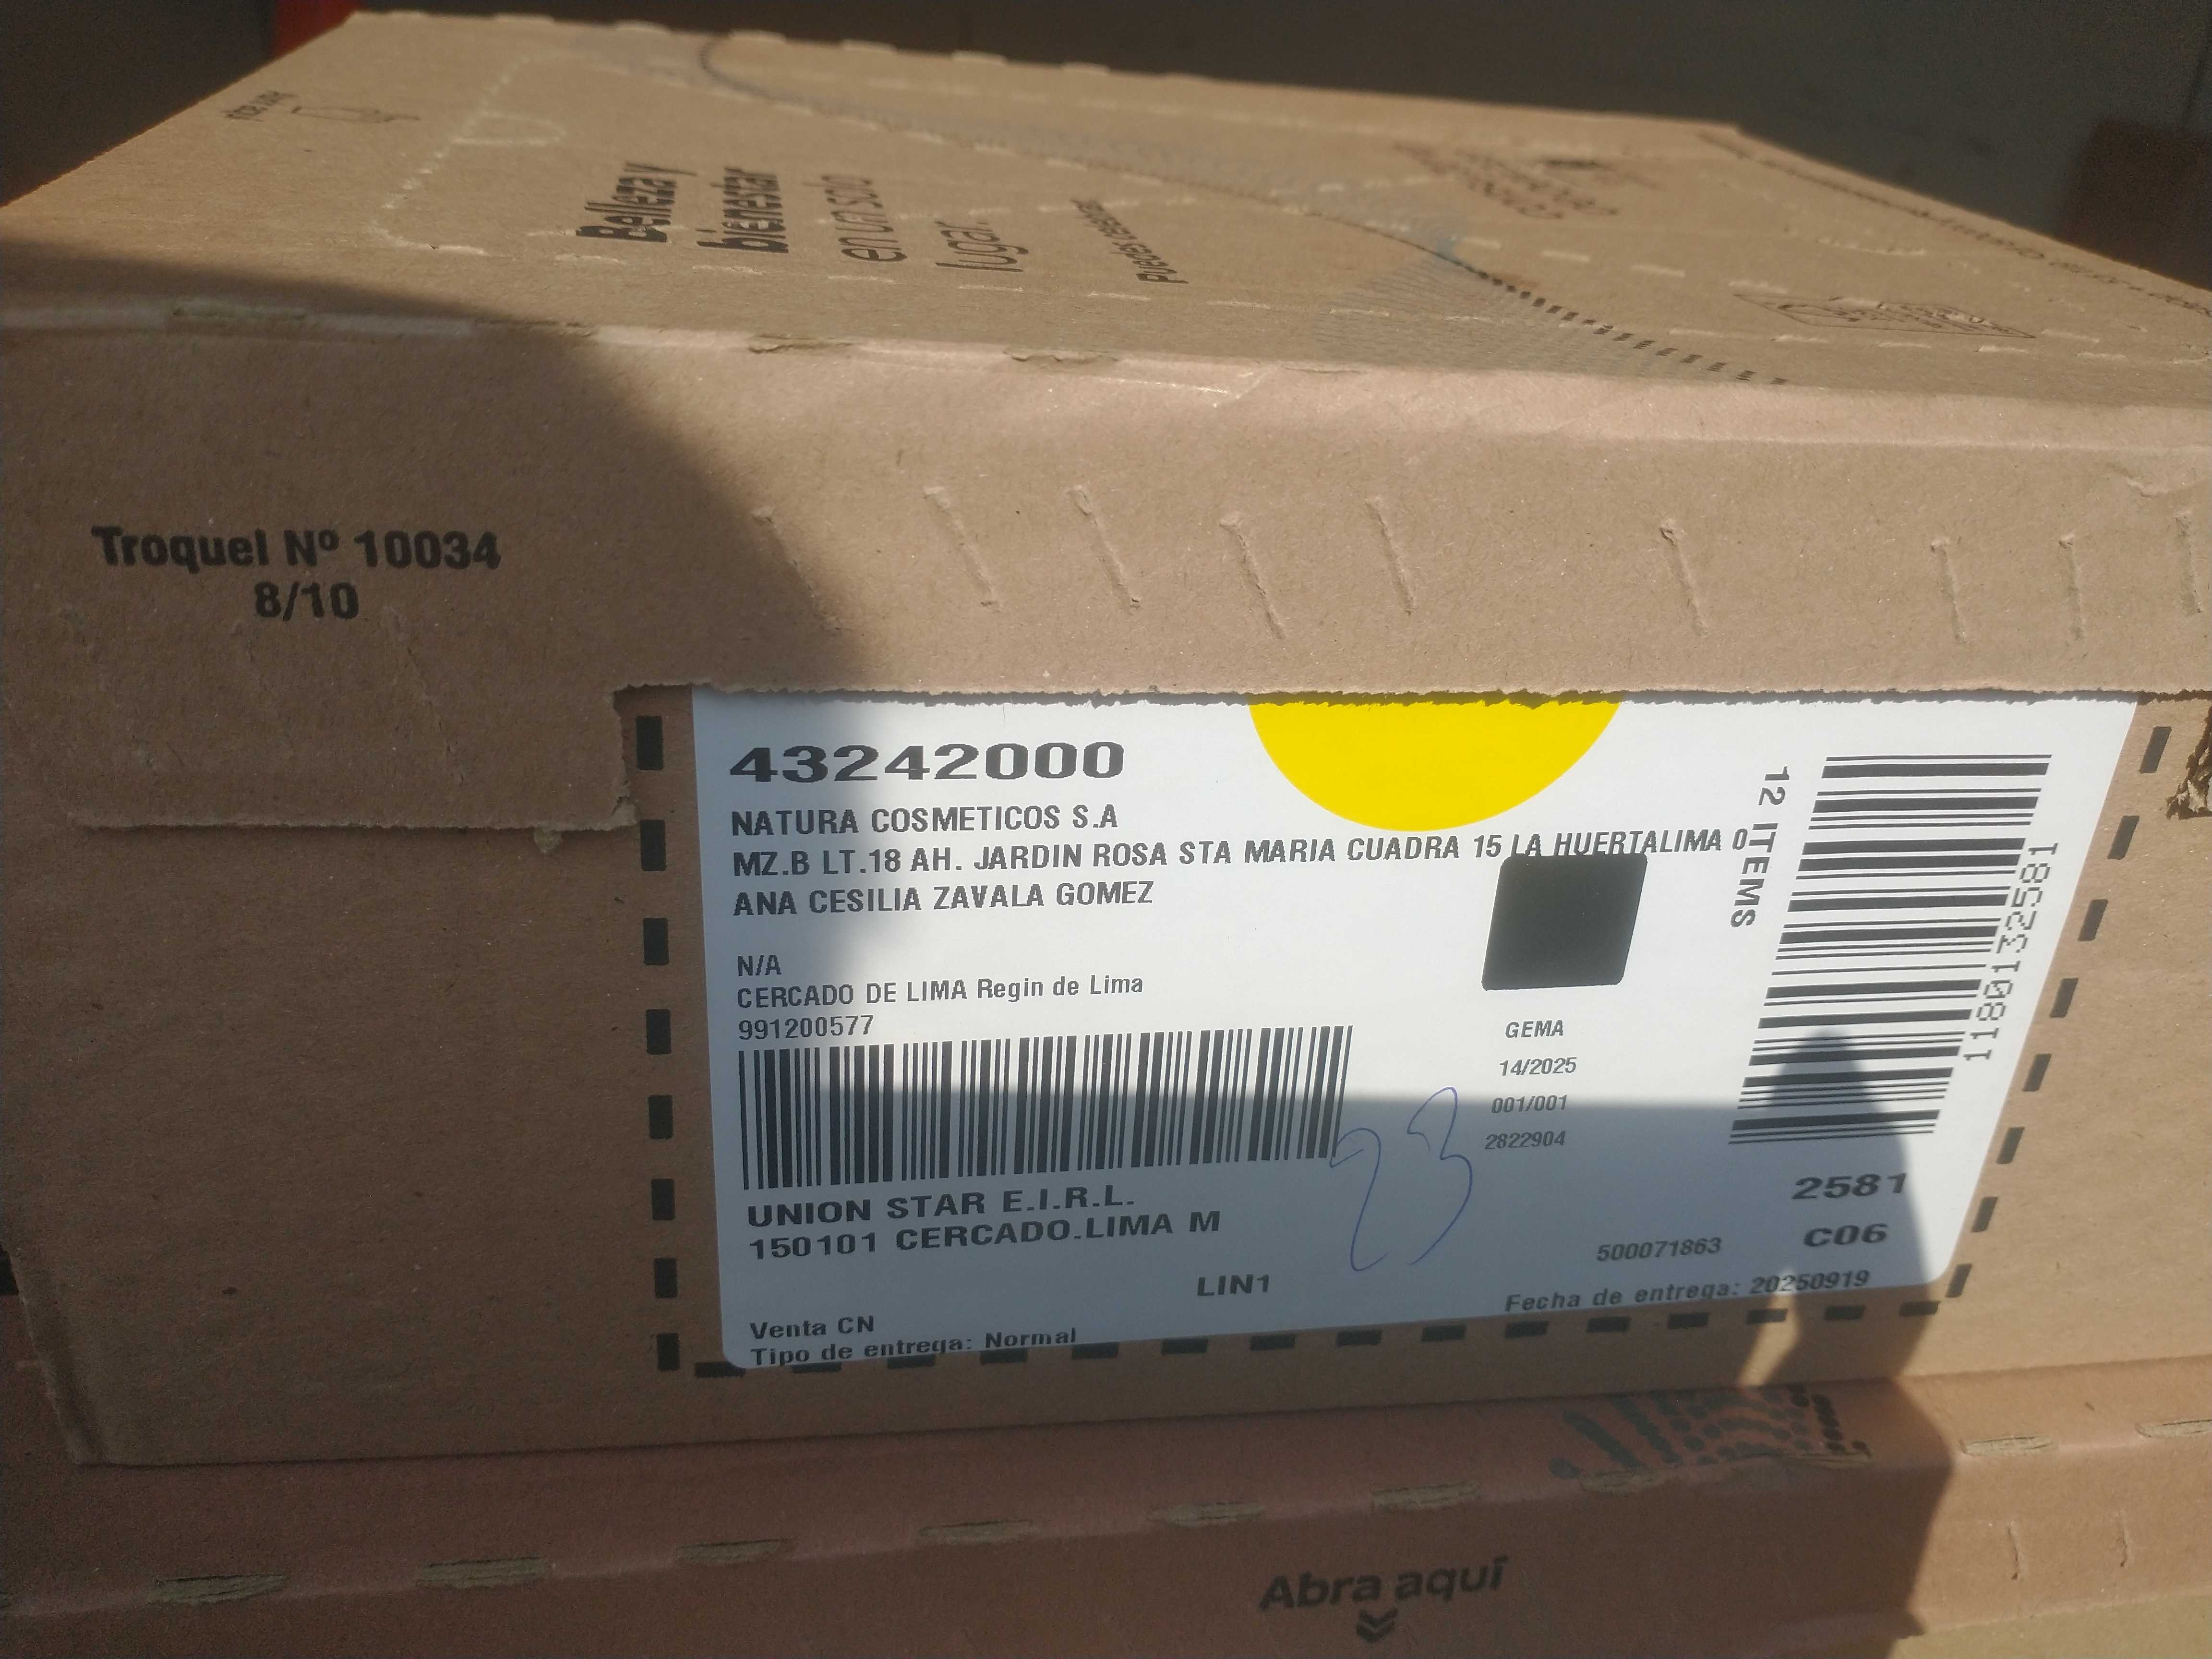 Belleza y
bienestar
en un solo
lugar.
Troquel Nº 10034
8/10
43242000
NATURA COSMETICOS S.A
MZ.B LT.18 AH. JARDIN ROSA STA MARIA CUADRA 15 LA HUERTALIMA 0
ANA CESILIA ZAVALA GOMEZ
N/A
CERCADO DE LIMA Regin de Lima
991200577
12 ITEMS
1180132581
GEMA
14/2025
001/001
2822904
23
UNION STAR E.I.R.L.
150101 CERCADO.LIMA M
2581
C06
500071863
LIN1
Fecha de entrega: 20250919
Venta CN
Tipo de entrega: Normal
Abra aquí